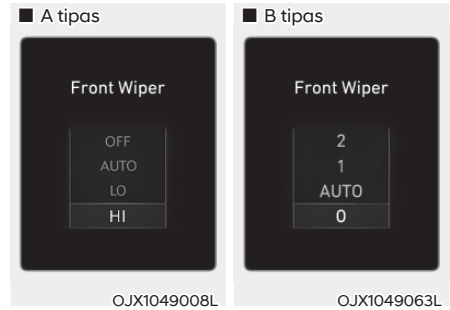 ■ A tipas
Front Wiper
OFF
AUTO
LO
HI
OJX1049008L
■ B tipas
Front Wiper
2
1
AUTO
0
OJX1049063L